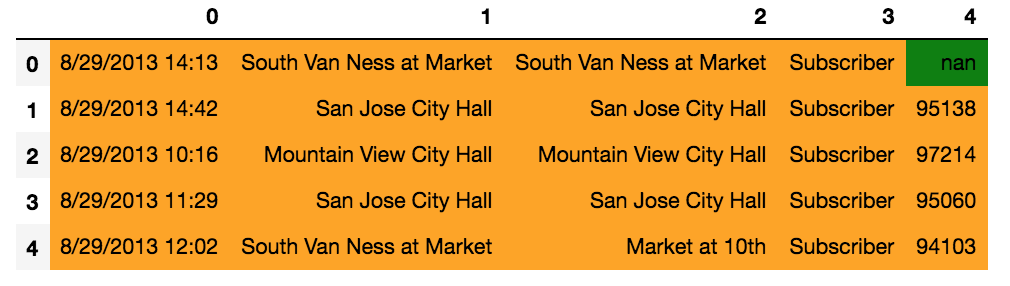 0 1 2 3 4
0 8/29/2013 14:13 South Van Ness at Market South Van Ness at Market Subscriber nan
1 8/29/2013 14:42 San Jose City Hall San Jose City Hall Subscriber 95138
2 8/29/2013 10:16 Mountain View City Hall Mountain View City Hall Subscriber 97214
3 8/29/2013 11:29 San Jose City Hall San Jose City Hall Subscriber 95060
4 8/29/2013 12:02 South Van Ness at Market Market at 10th Subscriber 94103